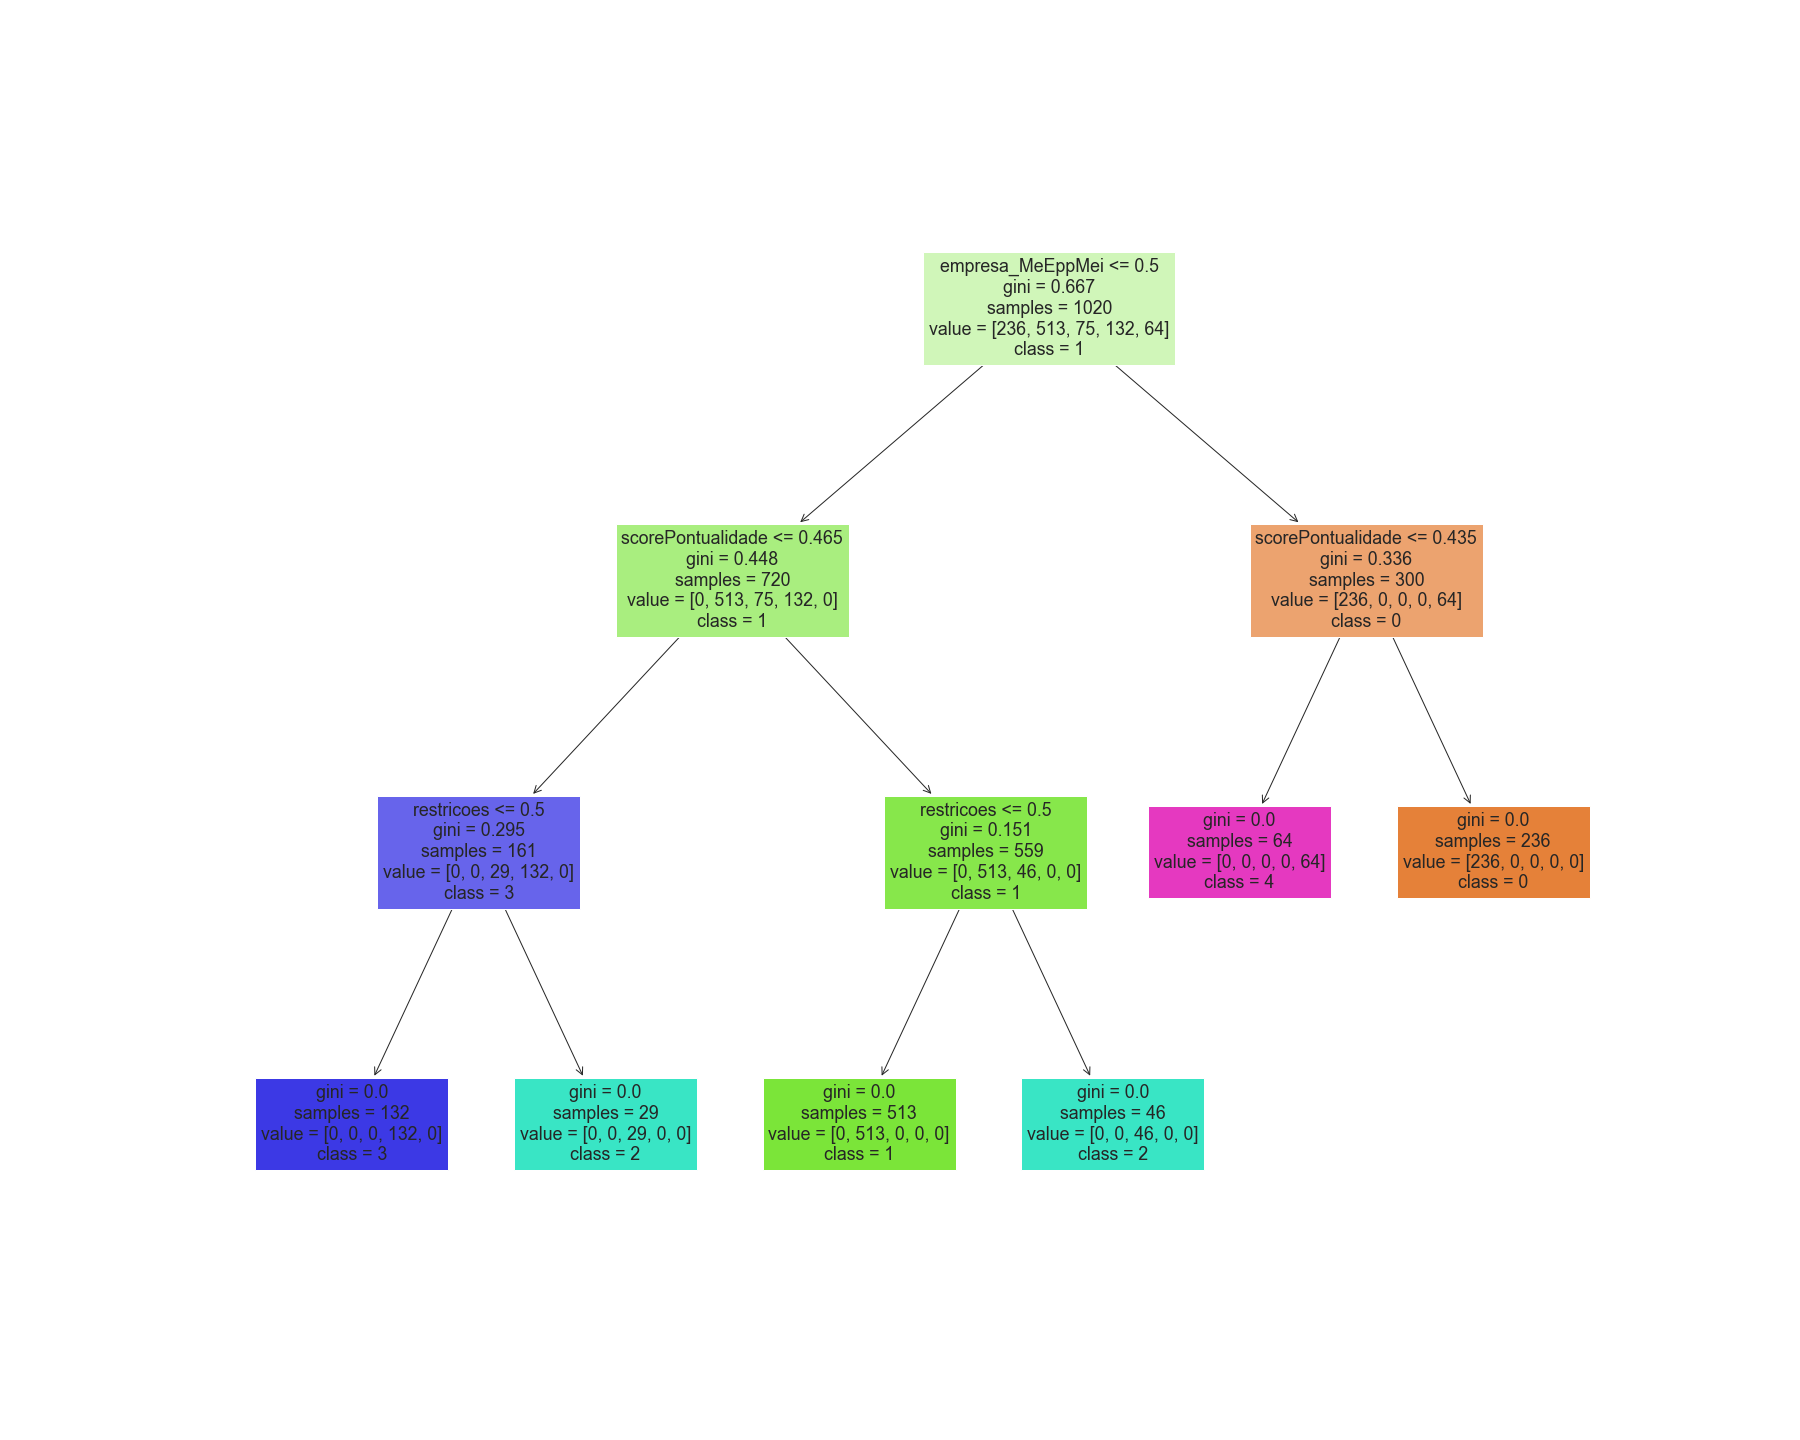 empresa_MeEppMei <= 0.5
gini = 0.667
samples = 1020
value = [236, 513, 75, 132, 64]
class = 1
scorePontualidade <= 0.465
gini = 0.448
samples = 720
value = [0, 513, 75, 132, 0]
class = 1
scorePontualidade <= 0.435
gini = 0.336
samples = 300
value = [236, 0, 0, 0, 64]
class = 0
restricoes <= 0.5
gini = 0.295
samples = 161
value = [0, 0, 29, 132, 0]
class = 3
restricoes <= 0.5
gini = 0.151
samples = 559
value = [0, 513, 46, 0, 0]
class = 1
gini = 0.0
samples = 64
value = [0, 0, 0, 0, 64]
class = 4
gini = 0.0
samples = 236
value = [236, 0, 0, 0, 0]
class = 0
gini = 0.0
samples = 132
value = [0, 0, 0, 132, 0]
class = 3
gini = 0.0
samples = 29
value = [0, 0, 29, 0, 0]
class = 2
gini = 0.0
samples = 513
value = [0, 513, 0, 0, 0]
class = 1
gini = 0.0
samples = 46
value = [0, 0, 46, 0, 0]
class = 2